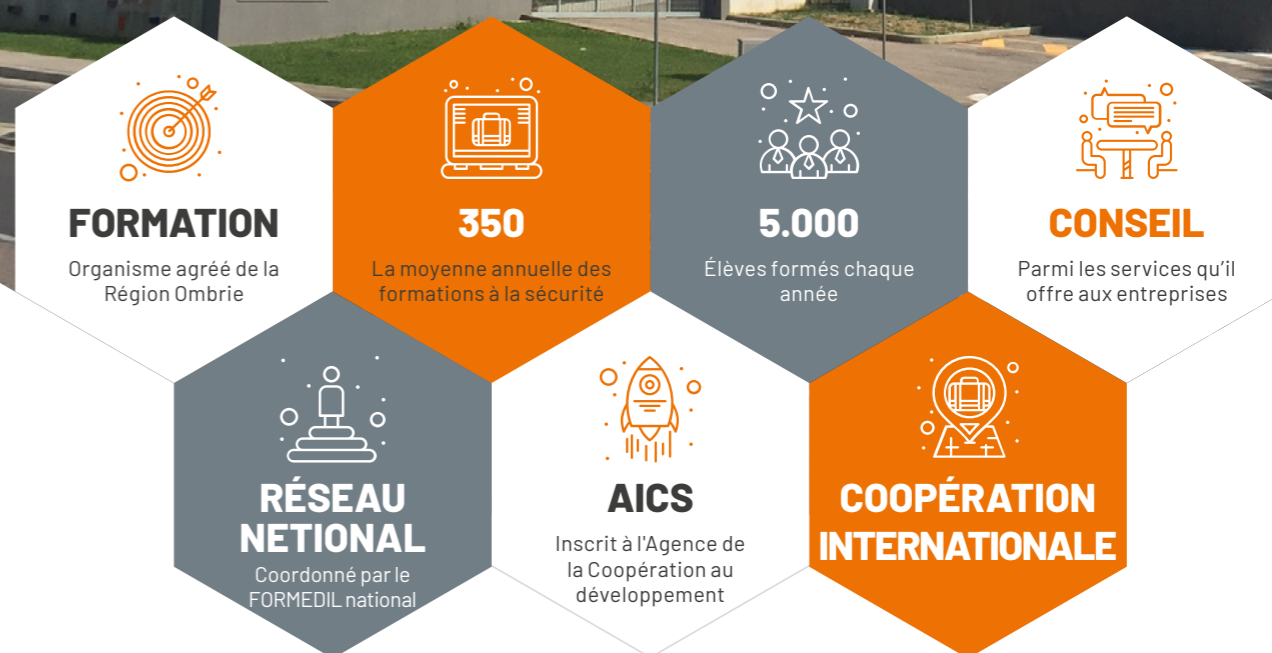 FORMATION
Organisme agréé de la
Région Ombrie
350
La moyenne annuelle des
formations à la sécurité
5.000
Élèves formés chaque
année
CONSEIL
Parmi les services qu’il
offre aux entreprises
RÉSEAU
NETIONAL
Coordonné par le
FORMEDIL national
AICS
Inscrit à l'Agence de
la Coopération au
développement
COOPÉRATION
INTERNATIONALE